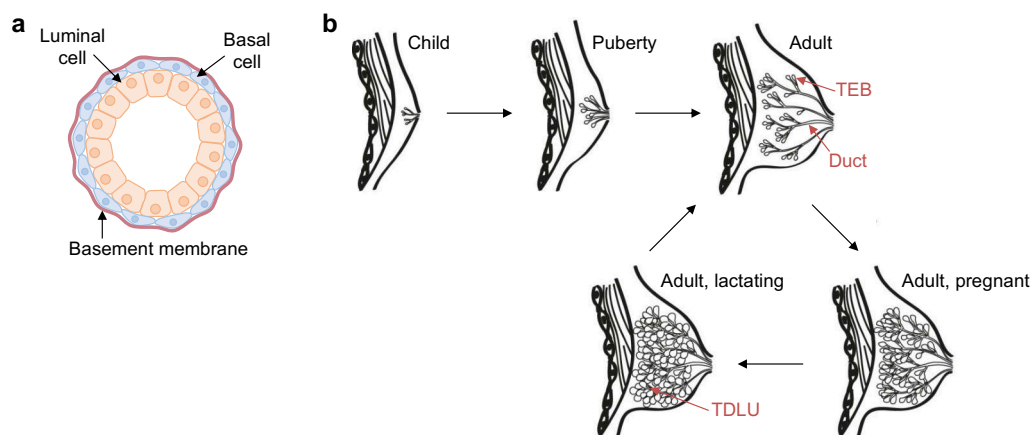 a
Luminal
cell
Basal
cell
Basement membrane
b
Child
Puberty
Adult
TEB
Duct
Adult, lactating
Adult, pregnant
TDLU